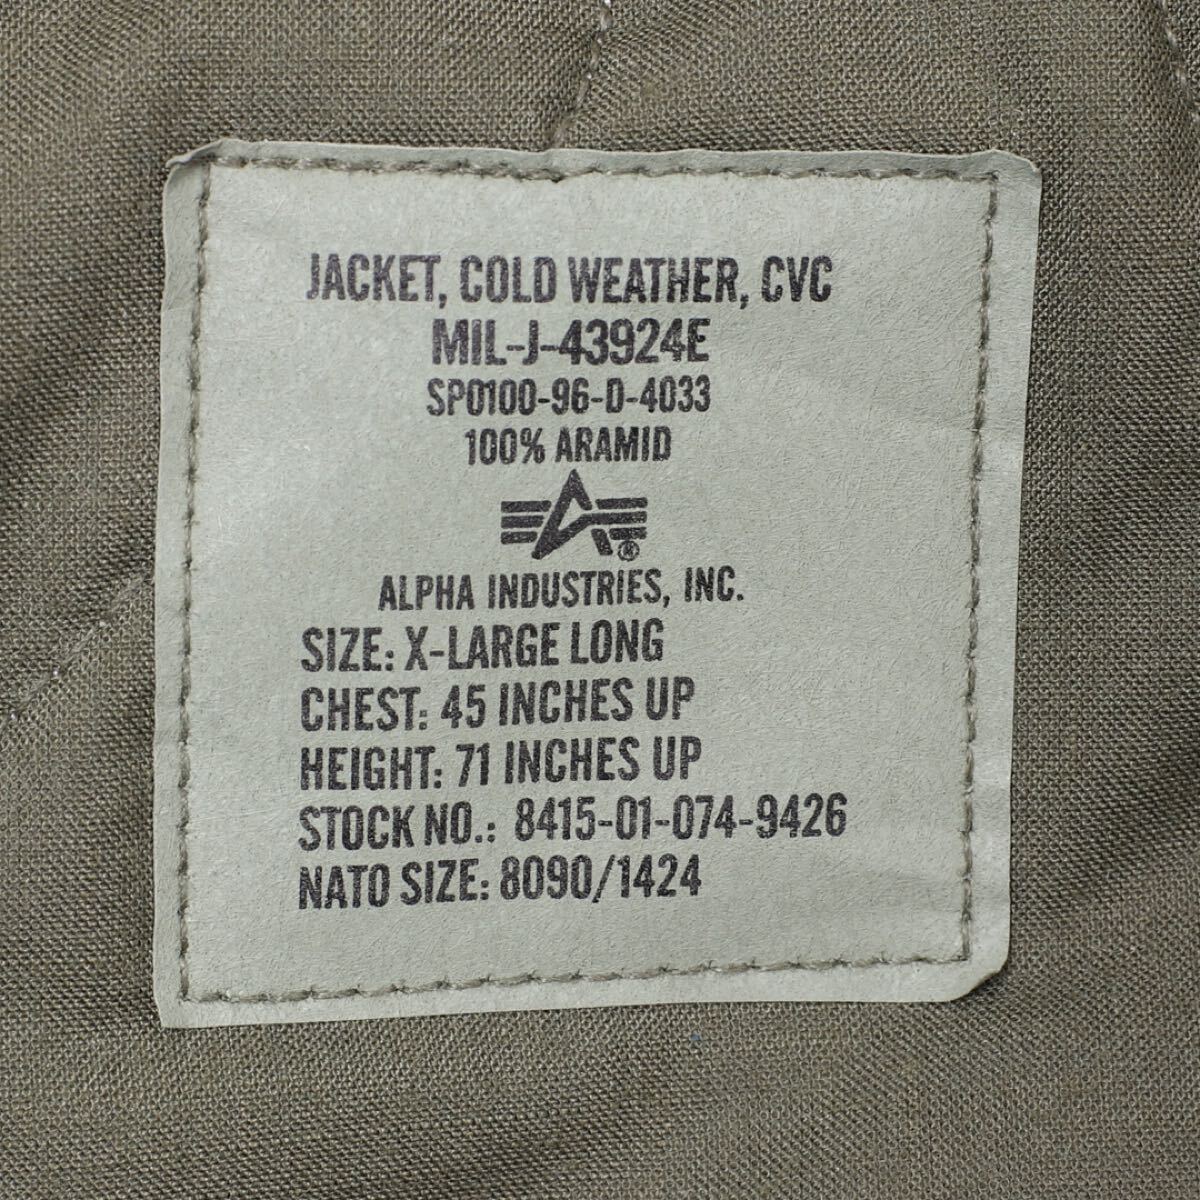 JACKET, COLD WEATHER, CVC
MIL-J-43924E
SP0100-96-D-4033
100% ARAMID
®
ALPHA INDUSTRIES, INC.
SIZE: X-LARGE LONG
CHEST: 45 INCHES UP
HEIGHT: 71 INCHES UP
STOCK NO.: 8415-01-074-9426
NATO SIZE: 8090/1424